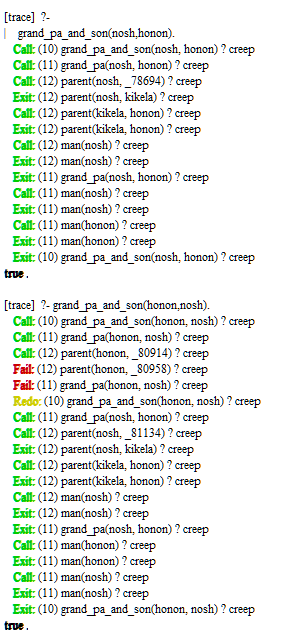 [trace]  ?-
|    grand_pa_and_son(nosh,honon).
Call: (10) grand_pa_and_son(nosh, honon) ? creep
Call: (11) grand_pa(nosh, honon) ? creep
Call: (12) parent(nosh, _78694) ? creep
Exit: (12) parent(nosh, kikela) ? creep
Call: (12) parent(kikela, honon) ? creep
Exit: (12) parent(kikela, honon) ? creep
Call: (12) man(nosh) ? creep
Exit: (12) man(nosh) ? creep
Exit: (11) grand_pa(nosh, honon) ? creep
Call: (11) man(nosh) ? creep
Exit: (11) man(nosh) ? creep
Call: (11) man(honon) ? creep
Exit: (11) man(honon) ? creep
Exit: (10) grand_pa_and_son(nosh, honon) ? creep
true .
[trace]  ?- grand_pa_and_son(honon,nosh).
Call: (10) grand_pa_and_son(honon, nosh) ? creep
Call: (11) grand_pa(honon, nosh) ? creep
Call: (12) parent(honon, _80914) ? creep
Fail: (12) parent(honon, _80958) ? creep
Fail: (11) grand_pa(honon, nosh) ? creep
Redo: (10) grand_pa_and_son(honon, nosh) ? creep
Call: (11) grand_pa(nosh, honon) ? creep
Call: (12) parent(nosh, _81134) ? creep
Exit: (12) parent(nosh, kikela) ? creep
Call: (12) parent(kikela, honon) ? creep
Exit: (12) parent(kikela, honon) ? creep
Call: (12) man(nosh) ? creep
Exit: (12) man(nosh) ? creep
Exit: (11) grand_pa(nosh, honon) ? creep
Call: (11) man(honon) ? creep
Exit: (11) man(honon) ? creep
Call: (11) man(nosh) ? creep
Exit: (11) man(nosh) ? creep
Exit: (10) grand_pa_and_son(honon, nosh) ? creep
true .